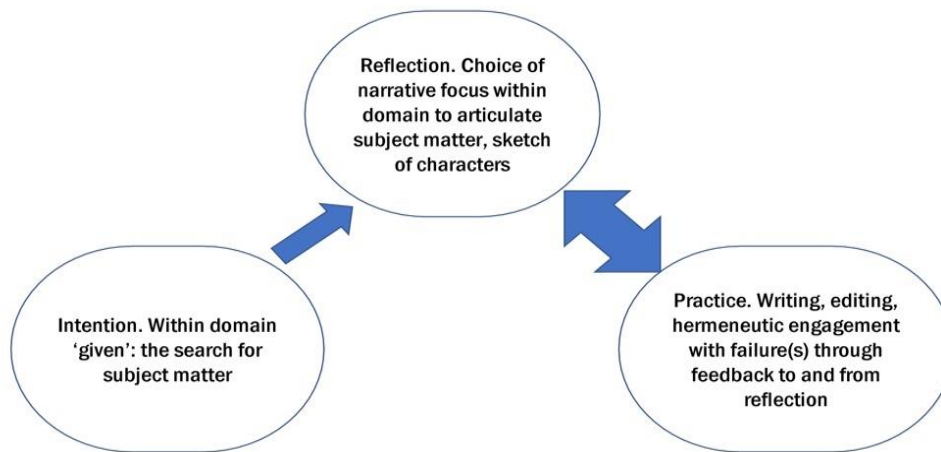 Reflection. Choice of
narrative focus within
domain to articulate
subject matter, sketch
of characters
Intention. Within domain
‘given’: the search for
subject matter
Practice. Writing, editing,
hermeneutic engagement
with failure(s) through
feedback to and from
reflection